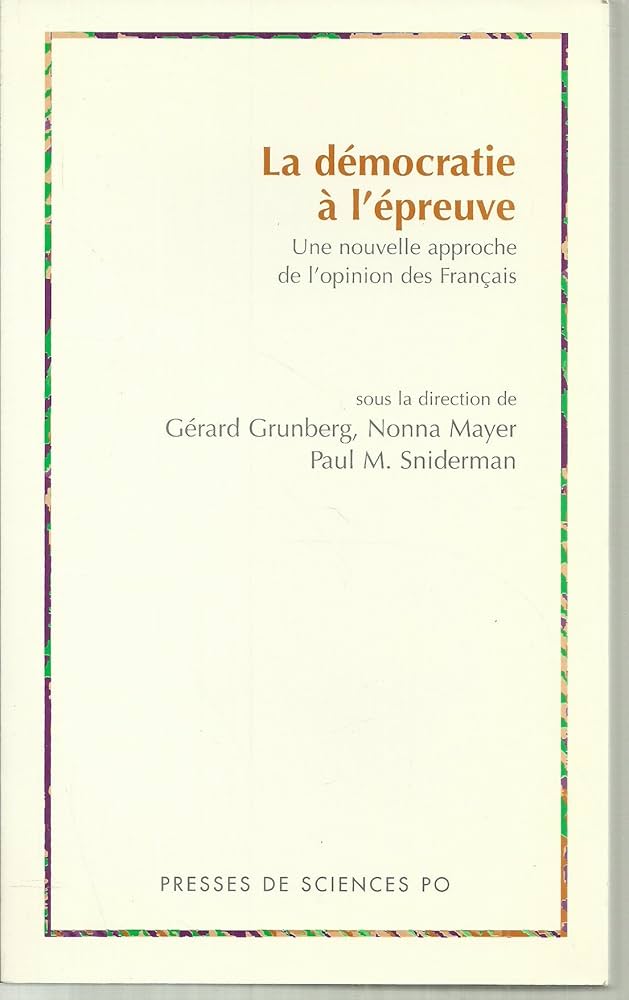 La démocratie
à l'épreuve
Une nouvelle approche
de l'opinion des Français
sous la direction de
Gérard Grunberg, Nonna Mayer
Paul M. Sniderman
PRESSES DE SCIENCES PO